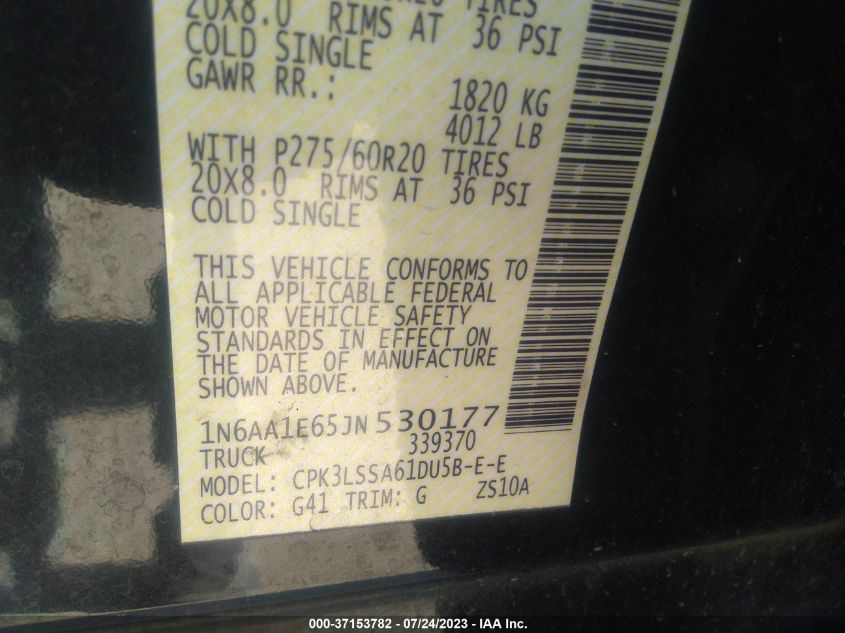 20X8.0 RIMS AT 36 PSI
COLD SINGLE
GAWR RR.:
1820 KG
4012 LB
WITH P275/60R20 TIRES
20X8.0 RIMS AT 36 PSI
COLD SINGLE
THIS VEHICLE CONFORMS TO
ALL APPLICABLE FEDERAL
MOTOR VEHICLE SAFETY
STANDARDS IN EFFECT ON
THE DATE OF MANUFACTURE
SHOWN ABOVE.
1N6AA1E65JN530177
TRUCK 339370
MODEL: CPK3LSSA61DU5B-E-E
COLOR: G41 TRIM: G ZS10A
000-37153782 - 07/24/2023 - IAA Inc.